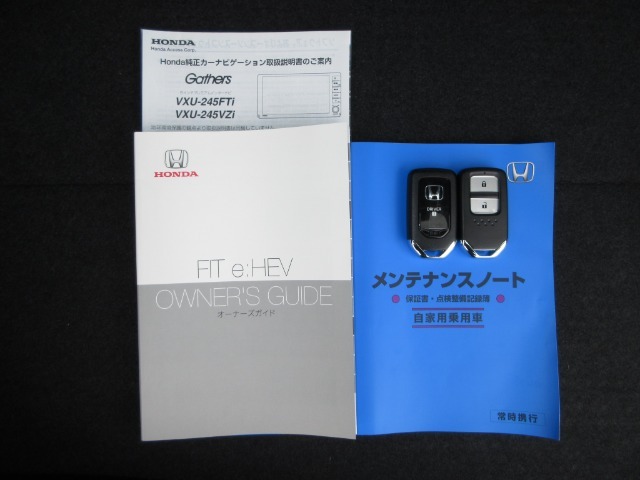 HONDA
Honda Access Corp.
Honda純正カーナビゲーション取扱説明書のご案内
Gathers
VXU-245FTi
VXU-245VZi
HONDA
FIT e:HEV
OWNER'S GUIDE
オーナーズガイド
DRIVER
メンテナンスノート
保証書・点検整備記録簿
自家用乗用車
常時携行